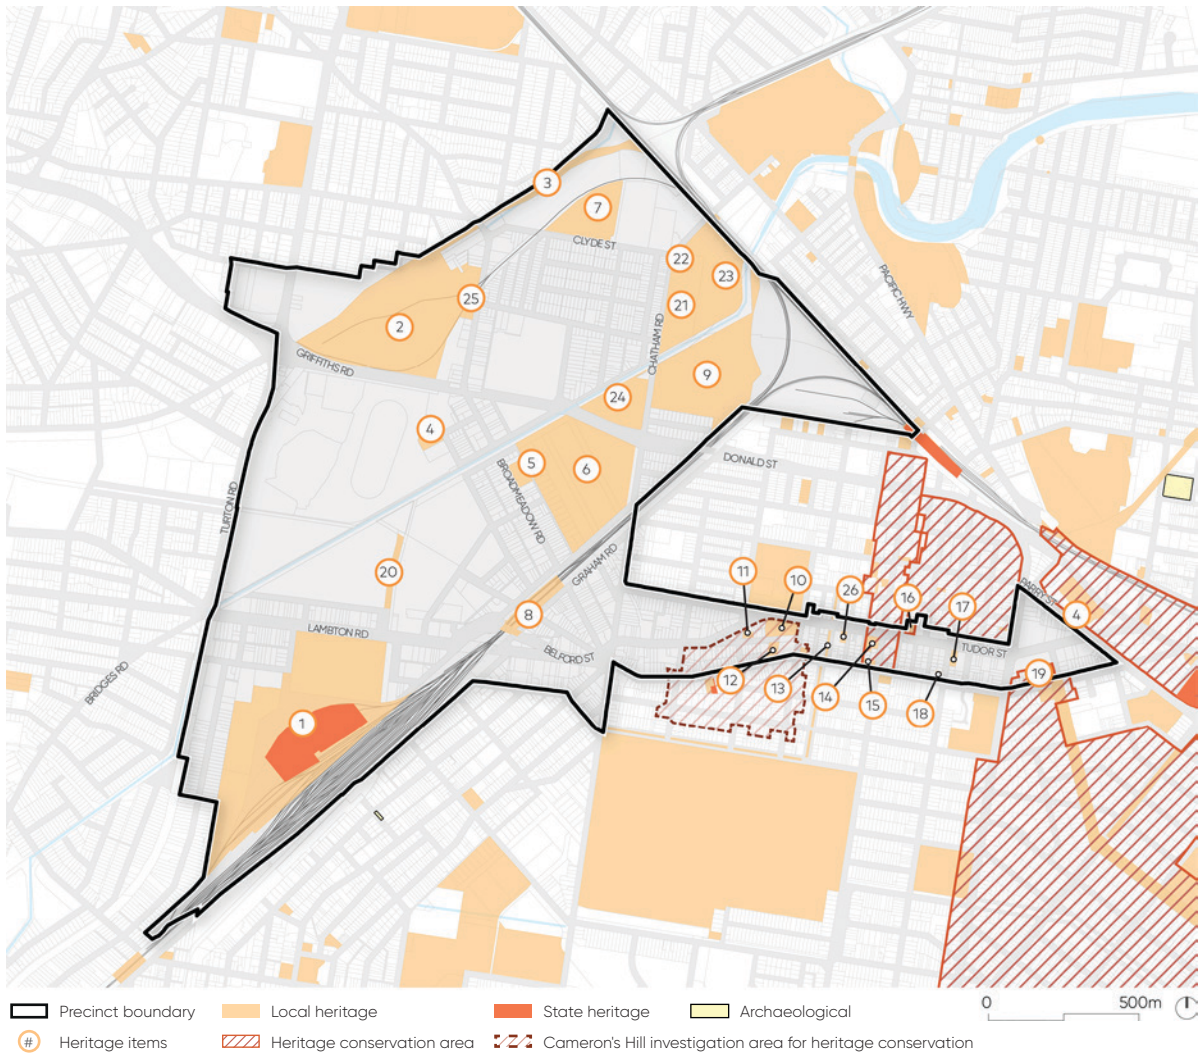 3
7
CLYDE ST
22
23
PACIFIC HWY
25
21
2
CHATHAM RD
GRIFFITHS RD
9
24
4
DONALD ST
5
6
BROADMEADOW RD
TURTON RD
20
GRAHAM RD
11
10
26
16
17
PARRY ST
4
8
LAMBTON RD
BELFORD ST
TUDOR ST
BRIDGES RD
12
13
14
15
18
19
1
0 500m
Precinct boundary Local heritage State heritage Archaeological
# Heritage items Heritage conservation area Cameron's Hill investigation area for heritage conservation